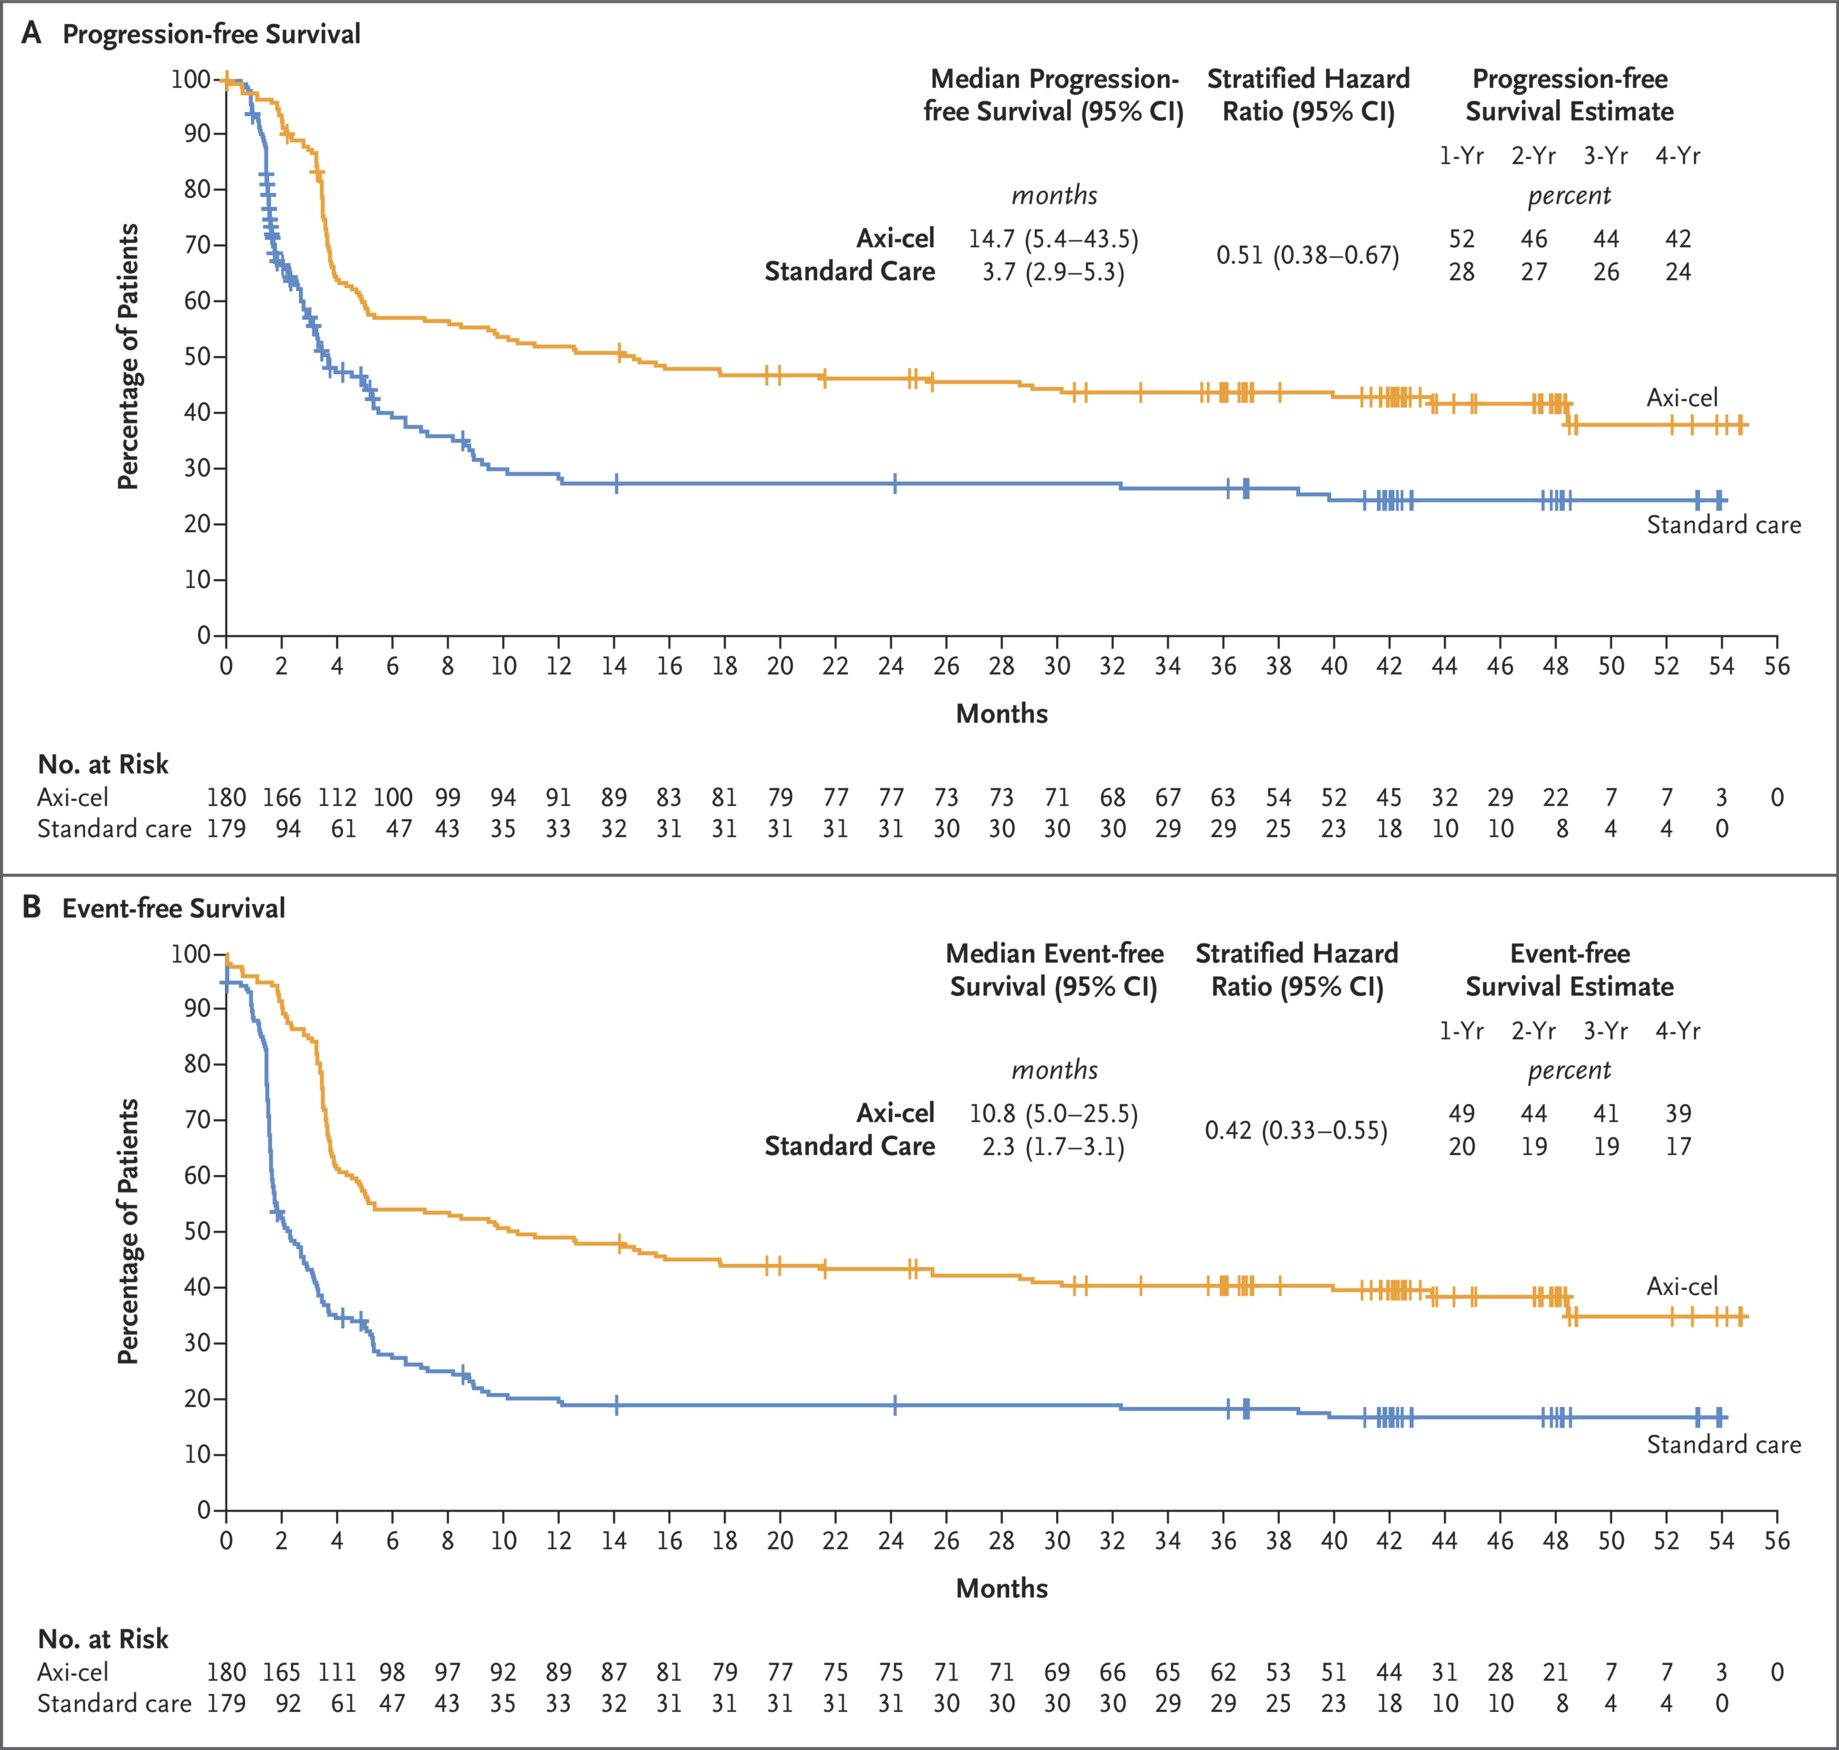 A Progression-free Survival
Median Progression-free Survival (95% CI) Stratified Hazard Ratio (95% CI) Progression-free Survival Estimate
1-Yr 2-Yr 3-Yr 4-Yr
months percent
Axi-cel 14.7 (5.4–43.5) 0.51 (0.38–0.67) 52 46 44 42
Standard Care 3.7 (2.9–5.3) 28 27 26 24
Percentage of Patients
100
90
80
70
60
50
40
30
20
10
0
Axi-cel
Standard care
0 2 4 6 8 10 12 14 16 18 20 22 24 26 28 30 32 34 36 38 40 42 44 46 48 50 52 54 56
Months
No. at Risk
Axi-cel 180 166 112 100 99 94 91 89 83 81 79 77 77 73 73 71 68 67 63 54 52 45 32 29 22 7 7 3 0
Standard care 179 94 61 47 43 35 33 32 31 31 31 31 31 30 30 30 30 29 29 25 23 18 10 10 8 4 4 0
B Event-free Survival
Median Event-free Survival (95% CI) Stratified Hazard Ratio (95% CI) Event-free Survival Estimate
1-Yr 2-Yr 3-Yr 4-Yr
months percent
Axi-cel 10.8 (5.0–25.5) 0.42 (0.33–0.55) 49 44 41 39
Standard Care 2.3 (1.7–3.1) 20 19 19 17
Percentage of Patients
100
90
80
70
60
50
40
30
20
10
0
Axi-cel
Standard care
0 2 4 6 8 10 12 14 16 18 20 22 24 26 28 30 32 34 36 38 40 42 44 46 48 50 52 54 56
Months
No. at Risk
Axi-cel 180 165 111 98 97 92 89 87 81 79 77 75 75 71 71 69 66 65 62 53 51 44 31 28 21 7 7 3 0
Standard care 179 92 61 47 43 35 33 32 31 31 31 31 31 30 30 30 30 29 29 25 23 18 10 10 8 4 4 0